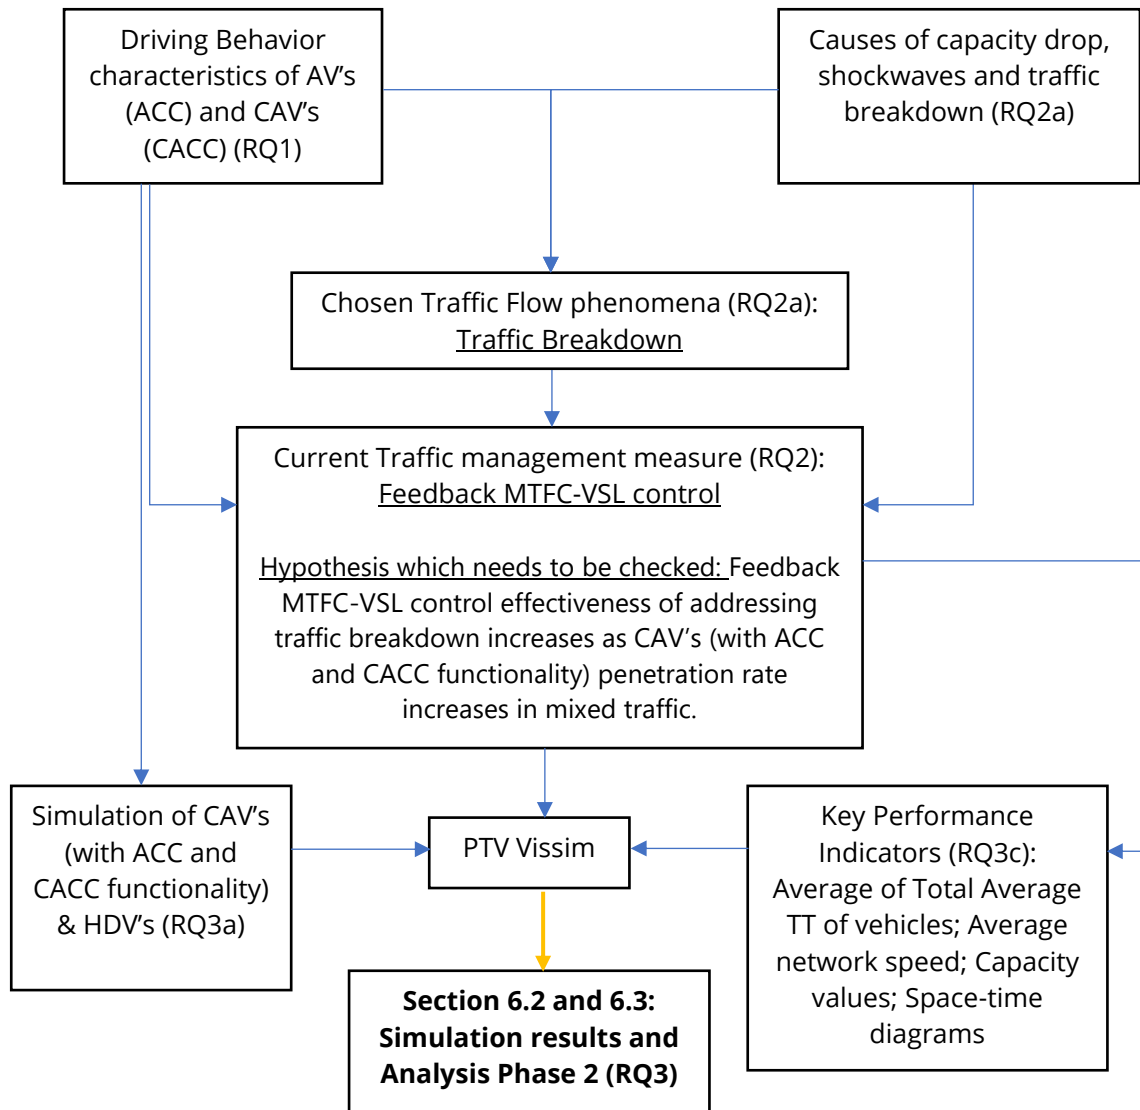 Driving Behavior
characteristics of AV's
(ACC) and CAV's
(CACC) (RQ1)
Causes of capacity drop,
shockwaves and traffic
breakdown (RQ2a)
Chosen Traffic Flow phenomena (RQ2a):
Traffic Breakdown
Current Traffic management measure (RQ2):
Feedback MTFC-VSL control
Hypothesis which needs to be checked: Feedback
MTFC-VSL control effectiveness of addressing
traffic breakdown increases as CAV's (with ACC
and CACC functionality) penetration rate
increases in mixed traffic.
Simulation of CAV's
(with ACC and
CACC functionality)
& HDV's (RQ3a)
PTV Vissim
Key Performance
Indicators (RQ3c):
Average of Total Average
TT of vehicles; Average
network speed; Capacity
values; Space-time
diagrams
Section 6.2 and 6.3:
Simulation results and
Analysis Phase 2 (RQ3)